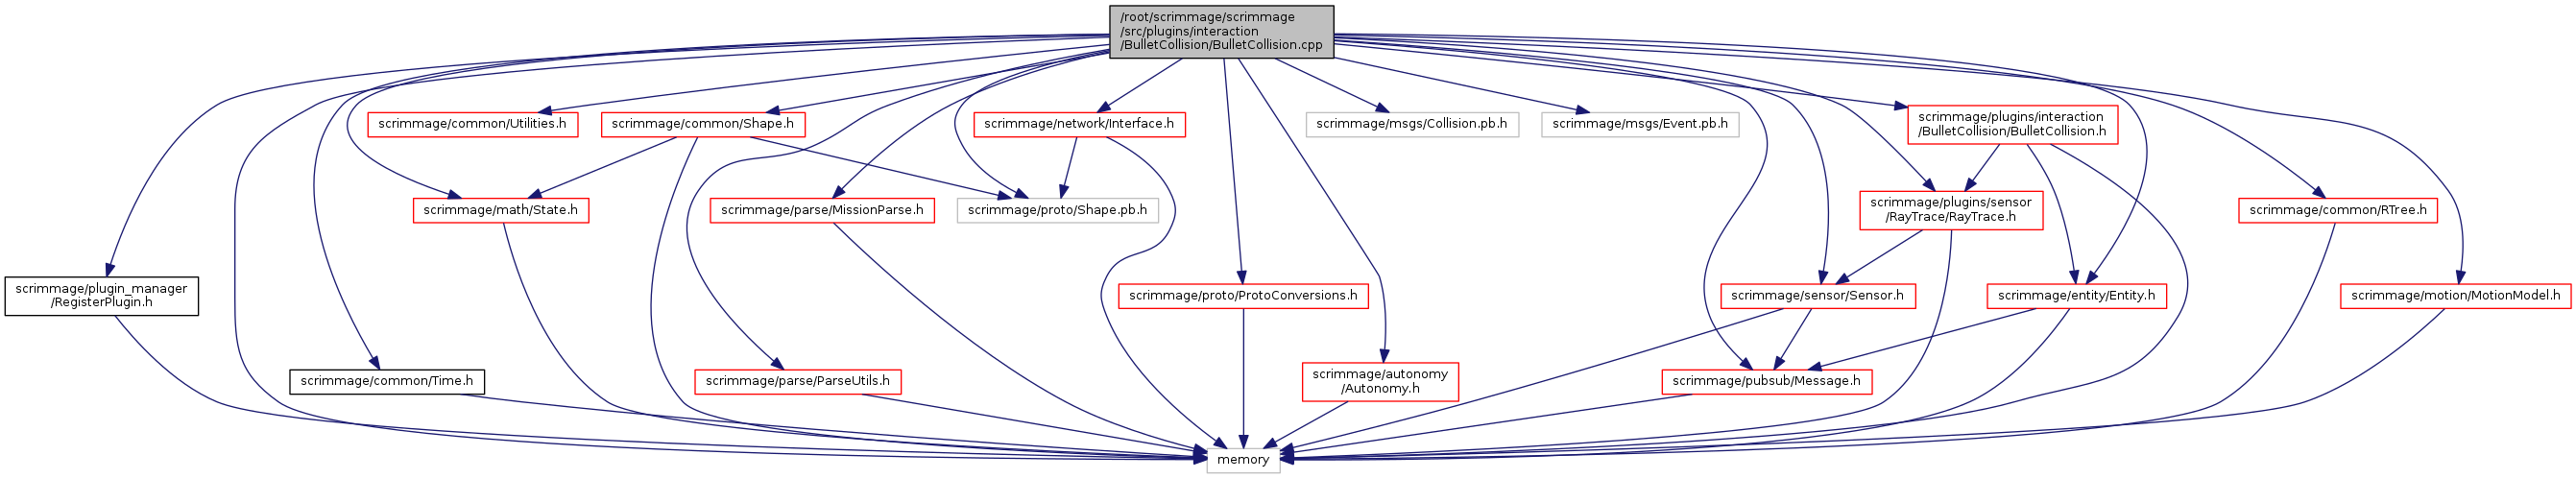 /root/scrimmage/scrimmage
/src/plugins/interaction
/BulletCollision/BulletCollision.cpp
scrimmage/common/Utilities.h
scrimmage/common/Shape.h
scrimmage/network/Interface.h
scrimmage/msgs/Collision.pb.h
scrimmage/msgs/Event.pb.h
scrimmage/plugins/interaction
/BulletCollision/BulletCollision.h
scrimmage/math/State.h
scrimmage/parse/MissionParse.h
scrimmage/proto/Shape.pb.h
scrimmage/plugins/sensor
/RayTrace/RayTrace.h
scrimmage/common/RTree.h
scrimmage/plugin_manager
/RegisterPlugin.h
scrimmage/proto/ProtoConversions.h
scrimmage/sensor/Sensor.h
scrimmage/entity/Entity.h
scrimmage/motion/MotionModel.h
scrimmage/common/Time.h
scrimmage/parse/ParseUtils.h
scrimmage/autonomy
/Autonomy.h
scrimmage/pubsub/Message.h
memory